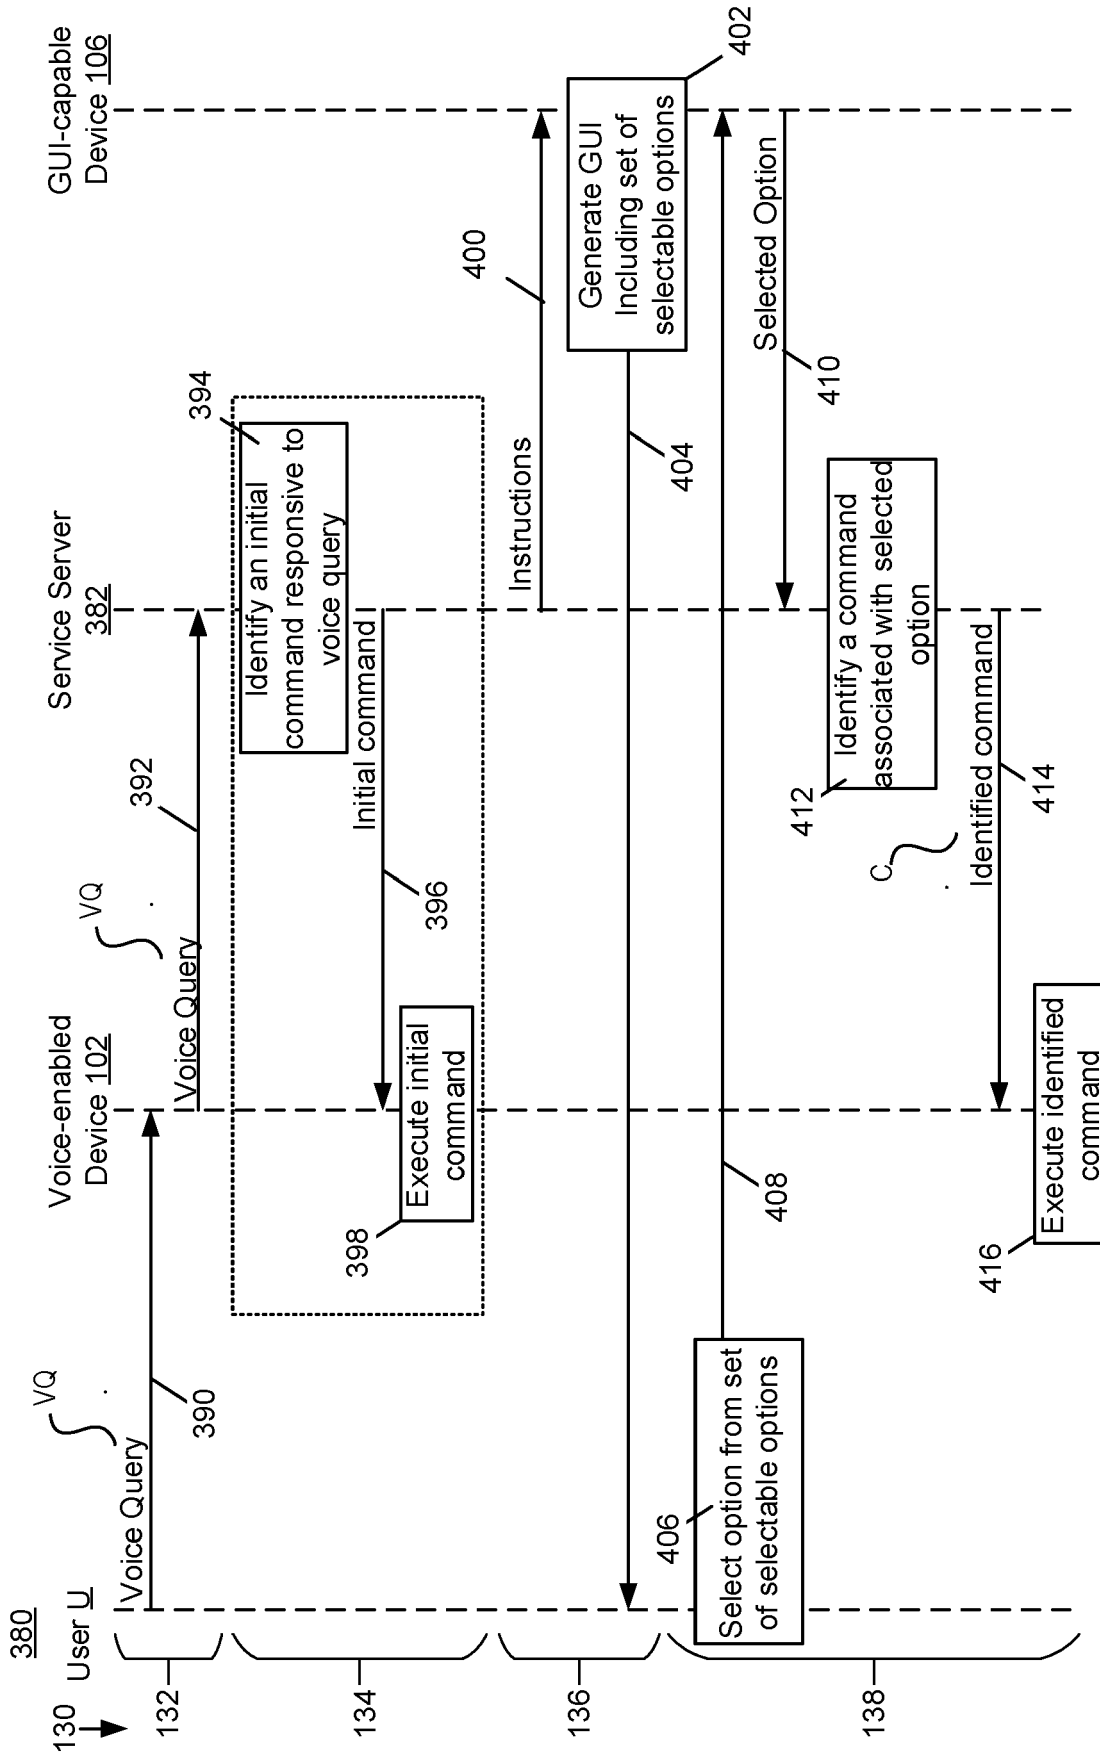 380
130
User U
Voice-enabled
Device 102
Service Server
382
GUI-capable
Device 106
132
VQ
Voice Query
390
VQ
Voice Query
392
134
394
Identify an initial
command responsive to
voice query
Initial command
396
398
Execute initial
command
136
Instructions
400
Generate GUI
Including set of
selectable options
402
404
138
406
Select option from set
of selectable options
408
Selected Option
410
412
Identify a command
associated with selected
option
C
Identified command
414
416
Execute identified
command